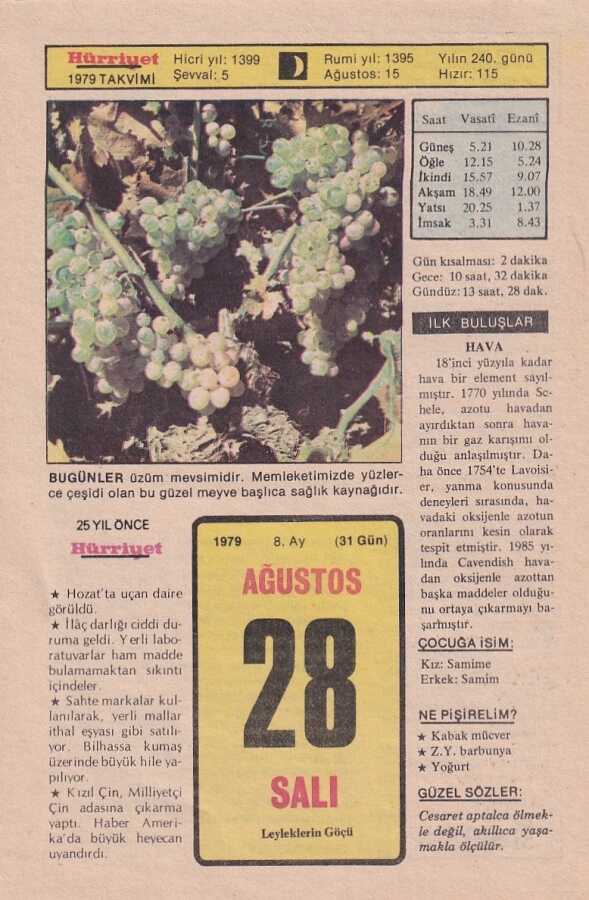 Hürriyet
1979 TAKVİMİ
Hicri yıl: 1399
Şevval: 5
Rumi yıl: 1395
Ağustos: 15
Yılın 240. günü
Hızır: 115
Saat Vasatî Ezanî
Güneş 5.21 10.28
Öğle 12.15 5.24
İkindi 15.57 9.07
Akşam 18.49 12.00
Yatsı 20.25 1.37
İmsak 3.31 8.43
Gün kısalması: 2 dakika
Gece: 10 saat, 32 dakika
Gündüz: 13 saat, 28 dak.
İLK BULUŞLAR
HAVA
18'inci yüzyıla kadar
hava bir element sayıl-
mıştır. 1770 yılında Sc-
hele, azotu havadan
ayırdıktan sonra hava-
nın bir gaz karışımı ol-
duğu anlaşılmıştır. Da-
ha önce 1754'te Lavoisi-
er, yanma konusunda
deneyleri sırasında, ha-
vadaki oksijenle azotun
oranlarını kesin olarak
tespit etmiştir. 1985 yı-
lında Cavendish hava-
dan oksijenle azottan
başka maddeler olduğu-
nu ortaya çıkarmayı ba-
şarmıştır.
BUGÜNLER üzüm mevsimidir. Memleketimizde yüzler-
ce çeşidi olan bu güzel meyve başlıca sağlık kaynağıdır.
25 YIL ÖNCE
Hürriyet
★ Hozat'ta uçan daire
görüldü.
★ İlâç darlığı ciddi du-
ruma geldi. Yerli labo-
ratuvarlar ham madde
bulamamaktan sıkıntı
içindeler.
★ Sahte markalar kul-
lanılarak, yerli mallar
ithal eşyası gibi satılı-
yor. Bilhassa kumaş
üzerinde büyük hile ya-
pılıyor.
★ Kızıl Çin, Milliyetçi
Çin adasına çıkarma
yaptı. Haber Ameri-
ka'da büyük heyecan
uyandırdı.
1979 8. Ay (31 Gün)
AĞUSTOS
28
SALI
Leyleklerin Göçü
ÇOCUĞA İSİM:
Kız: Samime
Erkek: Samim
NE PİŞİRELİM?
★ Kabak mücver
★ Z.Y. barbunya
★ Yoğurt
GÜZEL SÖZLER:
Cesaret aptalca ölmek-
le değil, akıllıca yaşa-
makla ölçülür.